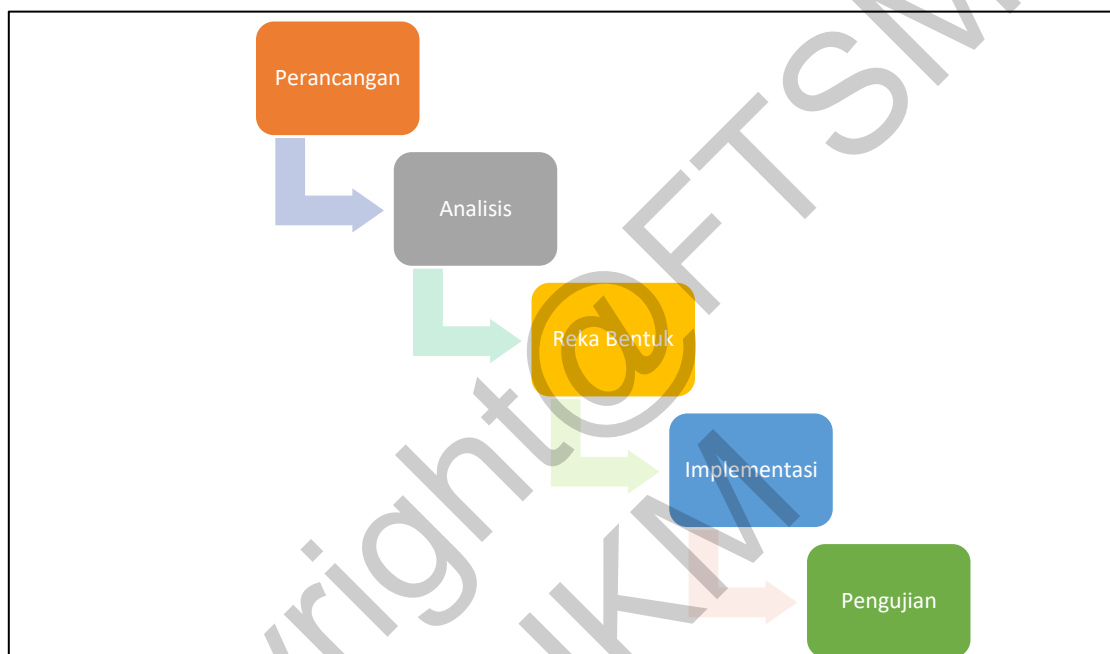 Perancangan
Analisis
Reka Bentuk
Implementasi
Pengujian